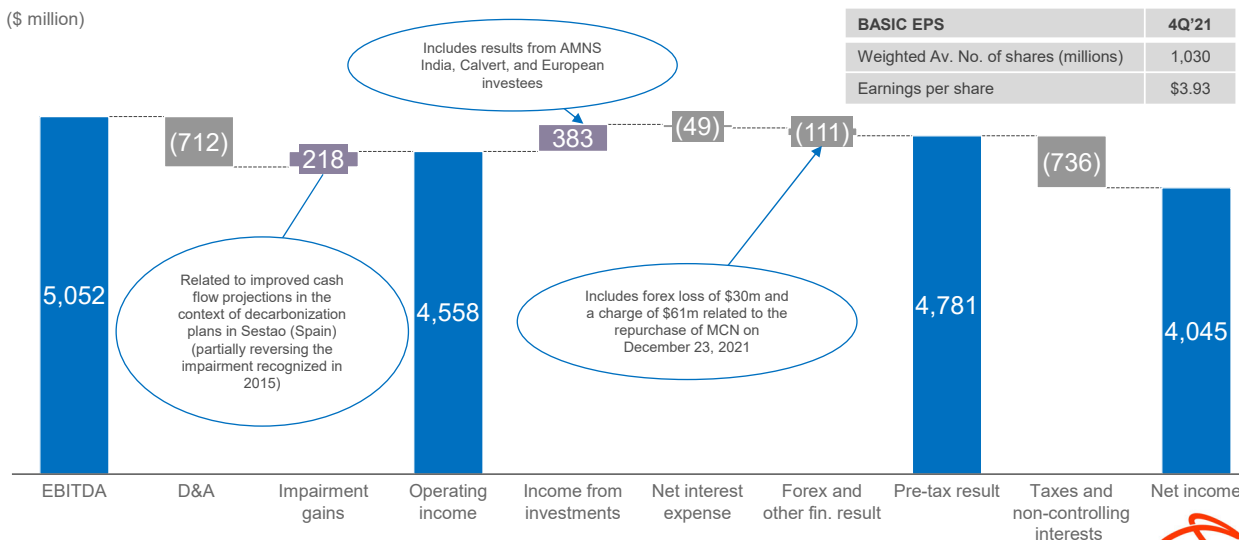 ($ million)
BASIC EPS 4Q'21
Weighted Av. No. of shares (millions) 1,030
Earnings per share $3.93
Includes results from AMNS
India, Calvert, and European
investees
(712)
218
383
(49)
(111)
(736)
5,052
4,558
4,781
4,045
Related to improved cash
flow projections in the
context of decarbonization
plans in Sestao (Spain)
(partially reversing the
impairment recognized in
2015)
Includes forex loss of $30m and
a charge of $61m related to the
repurchase of MCN on
December 23, 2021
EBITDA
D&A
Impairment
gains
Operating
income
Income from
investments
Net interest
expense
Forex and
other fin. result
Pre-tax result
Taxes and
non-controlling
interests
Net income